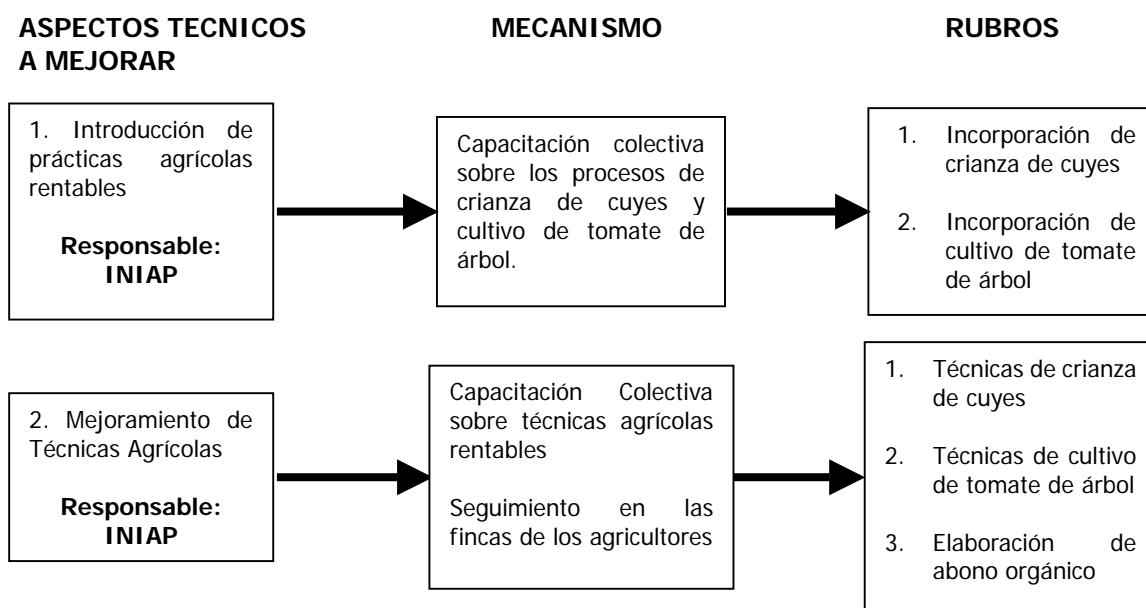 ASPECTOS TECNICOS
A MEJORAR
MECANISMO
RUBROS
1. Introducción de
prácticas agrícolas
rentables
Responsable:
INIAP
Capacitación colectiva
sobre los procesos de
crianza de cuyes y
cultivo de tomate de
árbol.
1. Incorporación de
crianza de cuyes
2. Incorporación de
cultivo de tomate
de árbol
2. Mejoramiento de
Técnicas Agrícolas
Responsable:
INIAP
Capacitación Colectiva
sobre técnicas agrícolas
rentables
Seguimiento en las
fincas de los agricultores
1. Técnicas de crianza
de cuyes
2. Técnicas de cultivo
de tomate de árbol
3. Elaboración de
abono orgánico